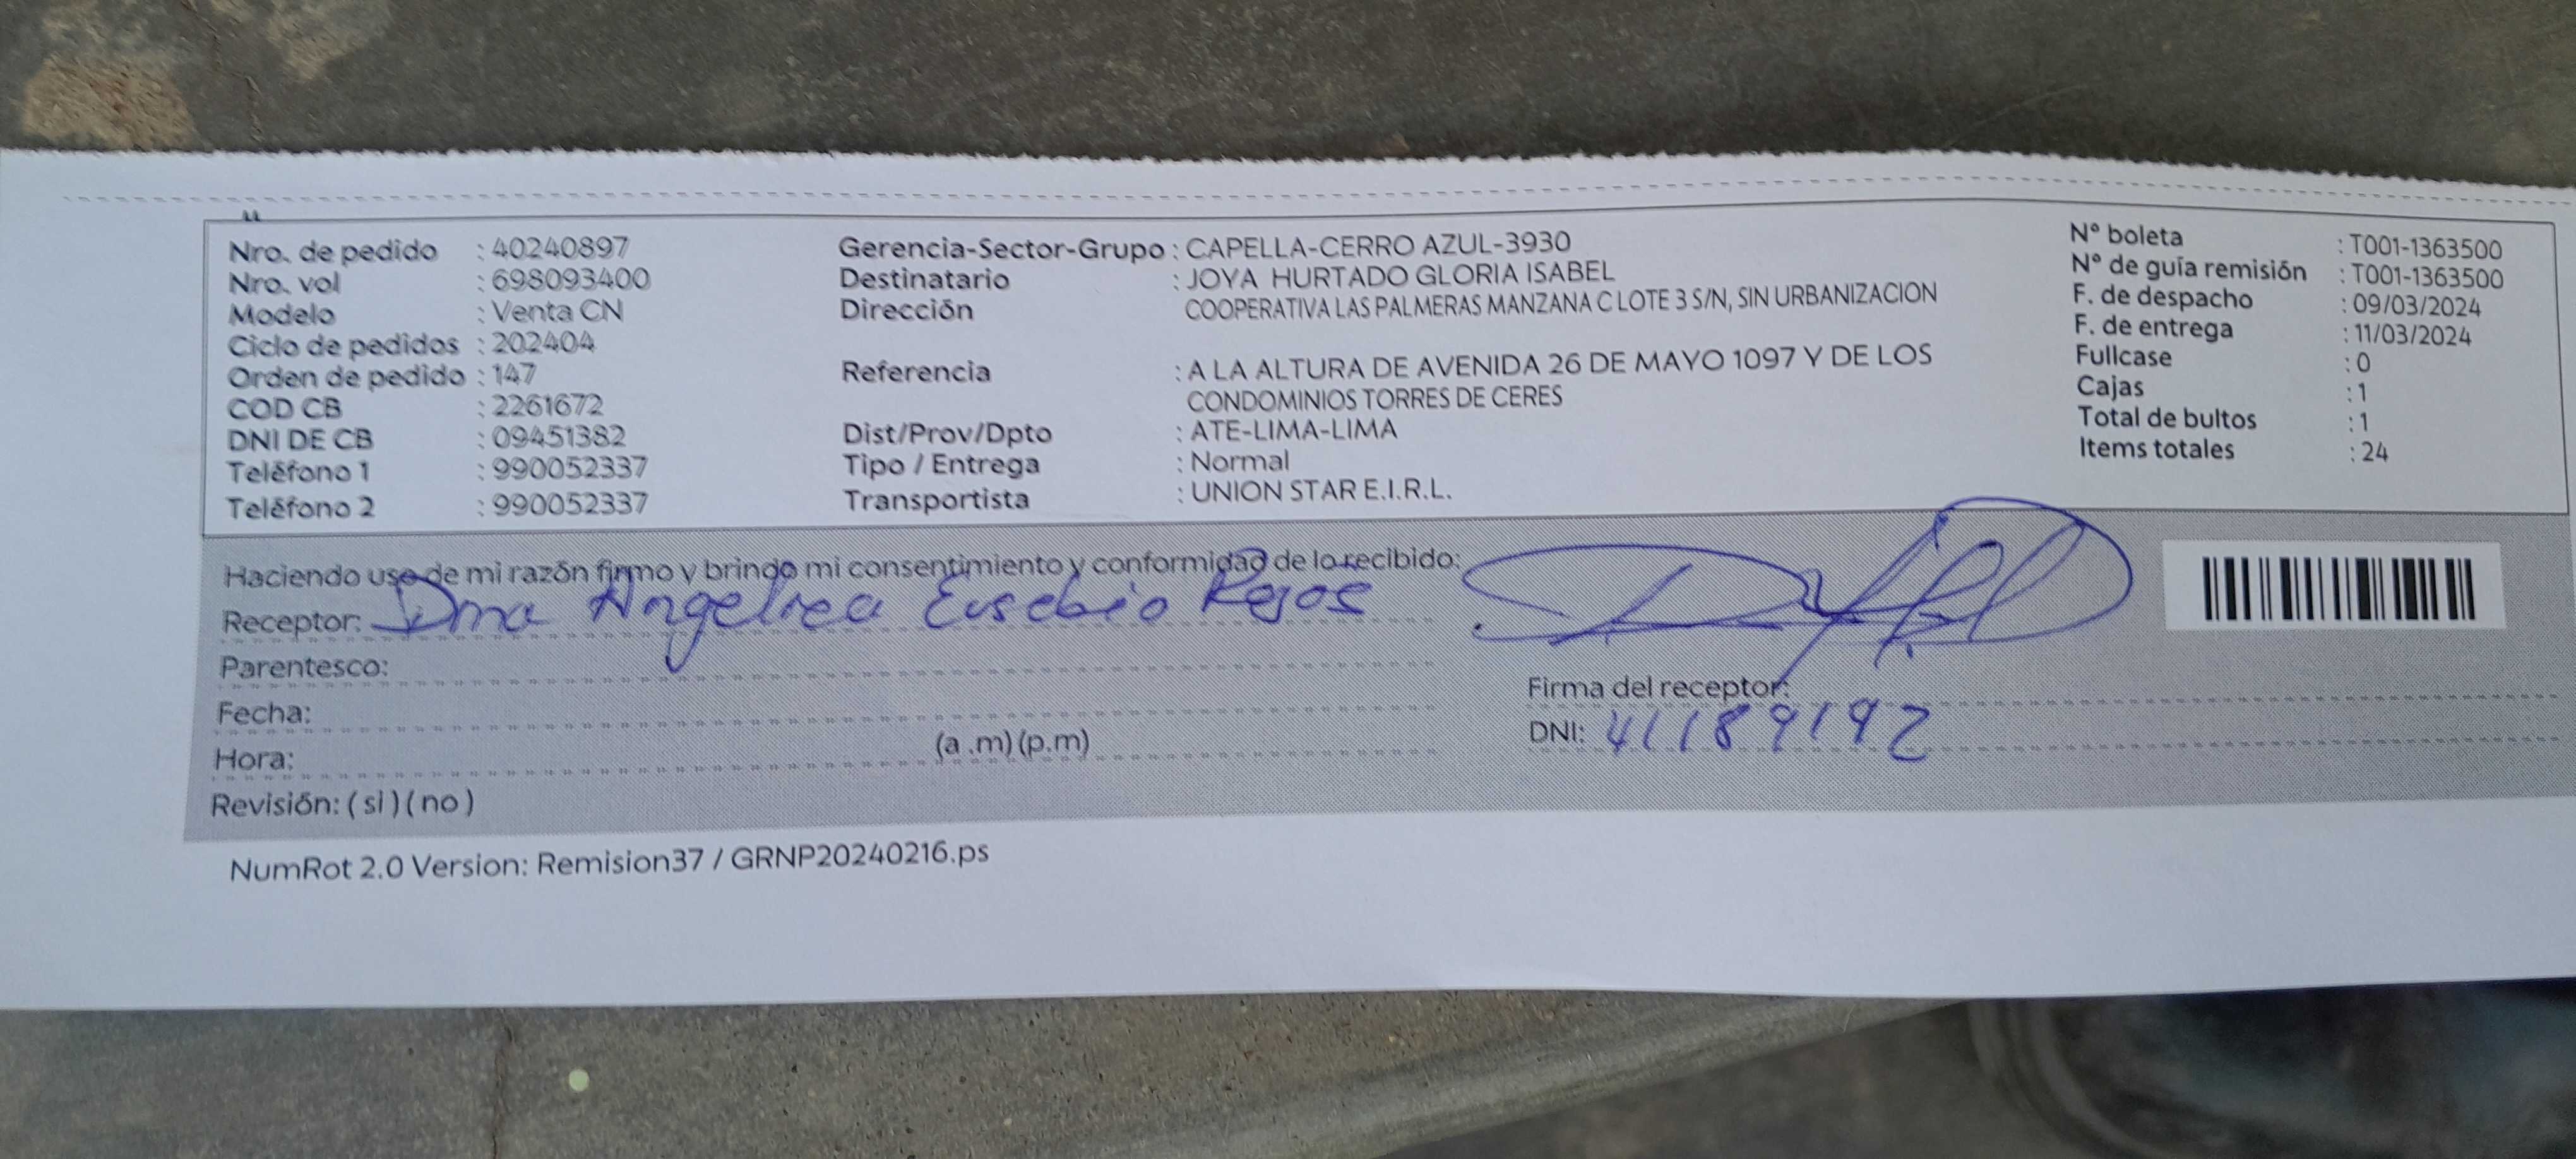 Nro. de pedido : 40240897
Nro. vol : 698093400
Modelo : Venta CN
Ciclo de pedidos : 202404
Orden de pedido : 147
COD CB : 2261672
DNI DE CB : 09451382
Teléfono 1 : 990052337
Teléfono 2 : 990052337
Gerencia-Sector-Grupo : CAPELLA-CERRO AZUL-3930
Destinatario : JOYA HURTADO GLORIA ISABEL
Dirección COOPERATIVA LAS PALMERAS MANZANA C LOTE 3 S/N, SIN URBANIZACION
Referencia : A LA ALTURA DE AVENIDA 26 DE MAYO 1097 Y DE LOS
CONDOMINIOS TORRES DE CERES
Dist/Prov/Dpto : ATE-LIMA-LIMA
Tipo / Entrega : Normal
Transportista : UNION STAR E.I.R.L.
Nº boleta : T001-1363500
Nº de guía remisión : T001-1363500
F. de despacho : 09/03/2024
F. de entrega : 11/03/2024
Fullcase : 0
Cajas : 1
Total de bultos : 1
Items totales : 24
Haciendo uso de mi razón firmo y brindo mi consentimiento y conformidad de lo recibido:
Receptor: Angelica Eusebio
Parentesco:
Fecha:
Hora: (a .m) (p.m)
Revisión: ( si ) ( no )
Firma del receptor:
DNI: 41189192
NumRot 2.0 Version: Remision37 / GRNP20240216.ps